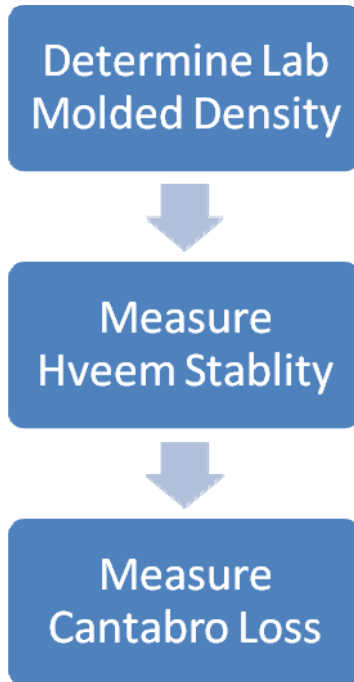 Determine Lab
Molded Density
Measure
Hveem Stablity
Measure
Cantabro Loss